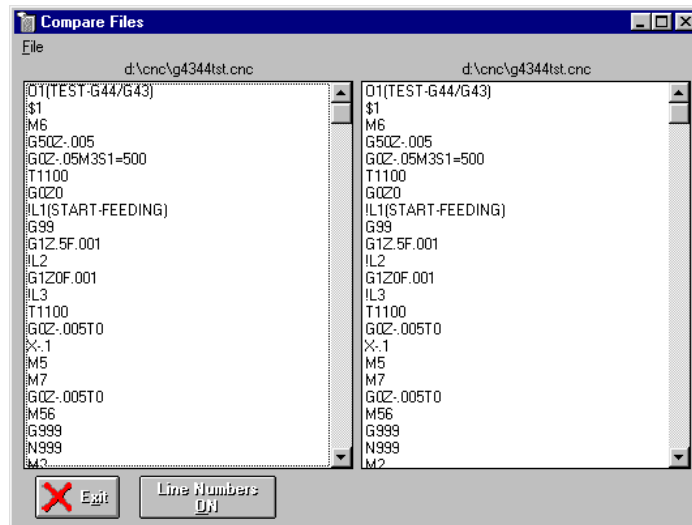 Compare Files
File
d:\cnc\g4344tst.cnc
O1(TEST-G44/G43)
$1
M6
G50Z-.005
G0Z-.05M3S1=500
T1100
G0Z0
!L1(START-FEEDING)
G99
G1Z.5F.001
!L2
G1Z0F.001
!L3
T1100
G0Z-.005T0
X-.1
M5
M7
G0Z-.005T0
M56
G999
N999
d:\cnc\g4344tst.cnc
O1(TEST-G44/G43)
$1
M6
G50Z-.005
G0Z-.05M3S1=500
T1100
G0Z0
!L1(START-FEEDING)
G99
G1Z.5F.001
!L2
G1Z0F.001
!L3
T1100
G0Z-.005T0
X-.1
M5
M7
G0Z-.005T0
M56
G999
N999
M2
Exit
Line Numbers
ON